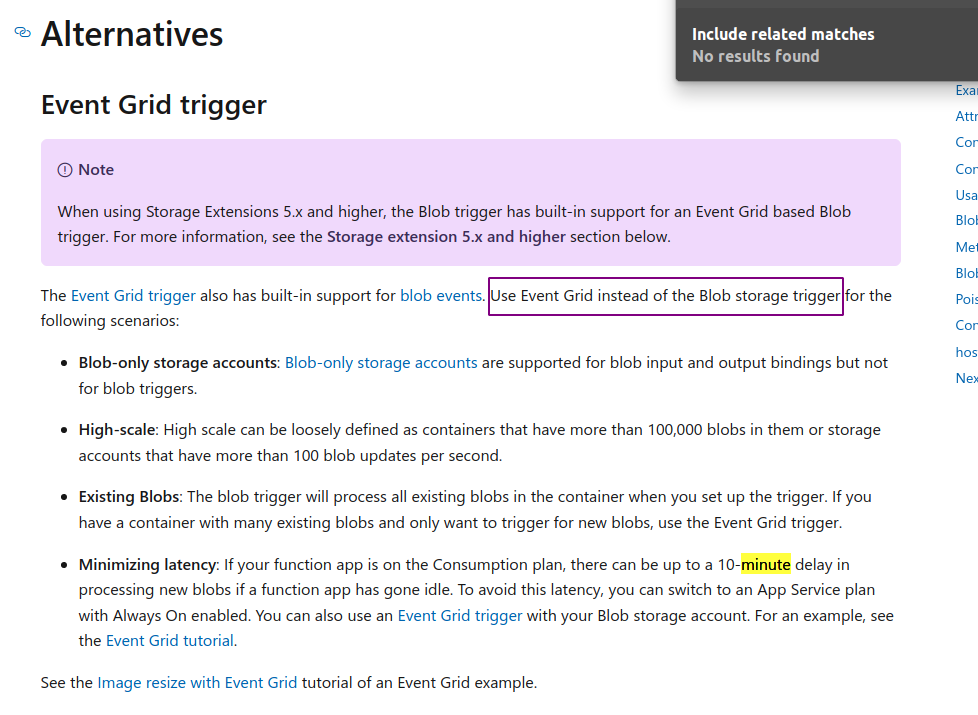 Alternatives
Include related matches
No results found
Event Grid trigger
Note
When using Storage Extensions 5.x and higher, the Blob trigger has built-in support for an Event Grid based Blob
trigger. For more information, see the Storage extension 5.x and higher section below.
The Event Grid trigger also has built-in support for blob events. Use Event Grid instead of the Blob storage trigger for the
following scenarios:
• Blob-only storage accounts: Blob-only storage accounts are supported for blob input and output bindings but not
for blob triggers.
• High-scale: High scale can be loosely defined as containers that have more than 100,000 blobs in them or storage
accounts that have more than 100 blob updates per second.
• Existing Blobs: The blob trigger will process all existing blobs in the container when you set up the trigger. If you
have a container with many existing blobs and only want to trigger for new blobs, use the Event Grid trigger.
• Minimizing latency: If your function app is on the Consumption plan, there can be up to a 10-minute delay in
processing new blobs if a function app has gone idle. To avoid this latency, you can switch to an App Service plan
with Always On enabled. You can also use an Event Grid trigger with your Blob storage account. For an example, see
the Event Grid tutorial.
See the Image resize with Event Grid tutorial of an Event Grid example.
Attr
Con
Con
Usa
Blob
Met
Blob
Pois
Con
hos
Nex